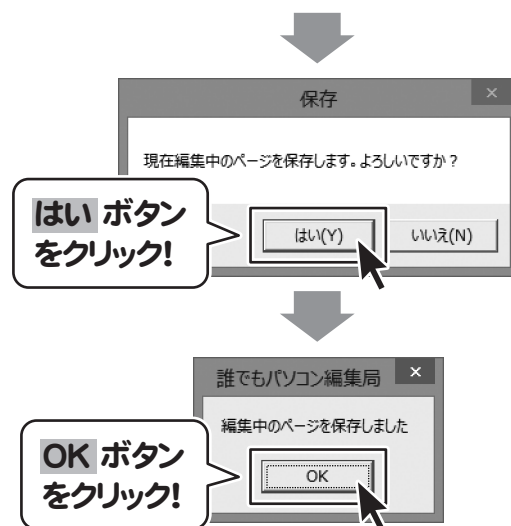 保存
×
現在編集中のページを保存します。よろしいですか?
はい ボタン
をクリック!
はい(Y)
いいえ(N)
誰でもパソコン編集局
×
編集中のページを保存しました
OK ボタン
をクリック!
OK